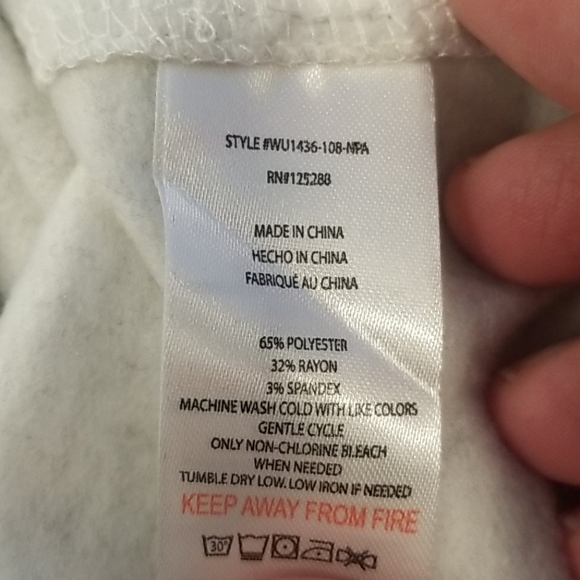 STYLE #WU1436-108-NPA
RN#125288
MADE IN CHINA
HECHO IN CHINA
FABRIQUÉ AU CHINA
65% POLYESTER
32% RAYON
3% SPANDEX
MACHINE WASH COLD WITH LIKE COLORS
GENTLE CYCLE
ONLY NON-CHLORINE BLEACH
WHEN NEEDED
TUMBLE DRY LOW. LOW IRON IF NEEDED
KEEP AWAY FROM FIRE
30°